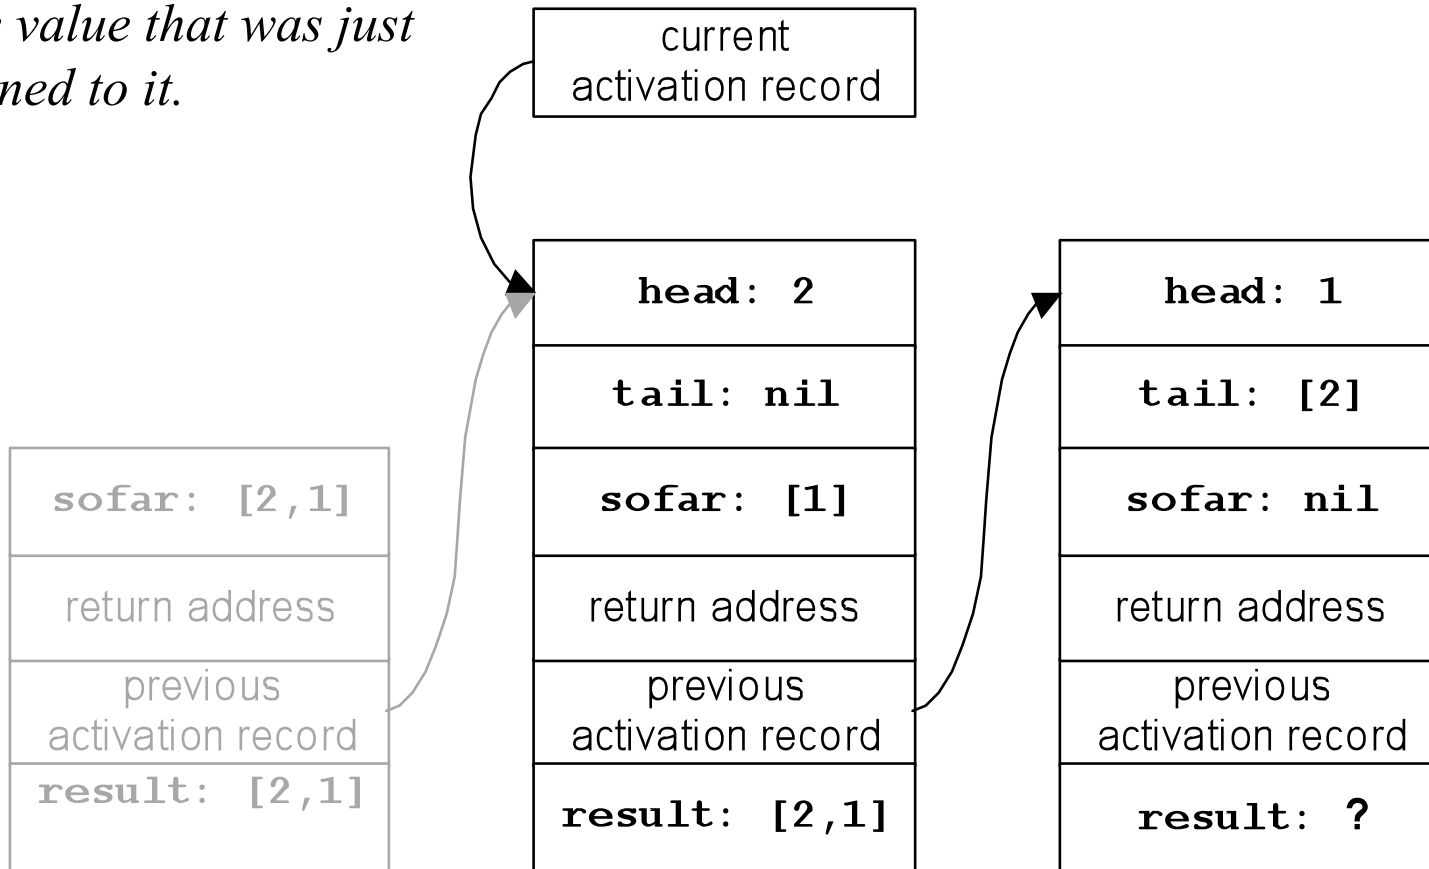 value that was just
to it.
current
activation record
sofar: [2,1]
return address
previous
activation record
result: [2,1]
head: 2
tail: nil
sofar: [1]
return address
previous
activation record
result: [2,1]
head: 1
tail: [2]
sofar: nil
return address
previous
activation record
result: ?